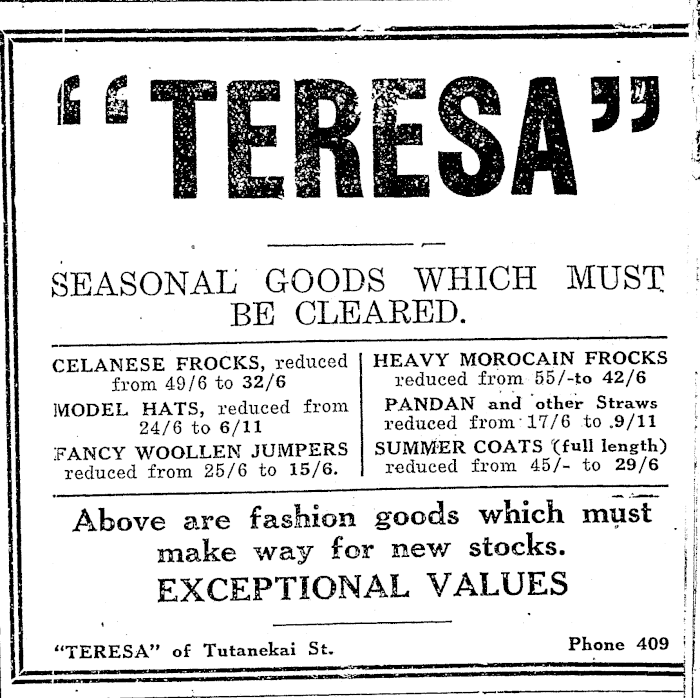 “TERESA”
SEASONAL GOODS WHICH MUST
BE CLEARED.
CELANESE FROCKS, reduced
from 49/6 to 32/6
MODEL HATS, reduced from
24/6 to 6/11
FANCY WOOLLEN JUMPERS
reduced from 25/6 to 15/6.
HEAVY MOROCAIN FROCKS
reduced from 55/-to 42/6
PANDAN and other Straws
reduced from 17/6 to 9/11
SUMMER COATS (full length)
reduced from 45/- to 29/6
Above are fashion goods which must
make way for new stocks.
EXCEPTIONAL VALUES
“TERESA” of Tutanekai St.
Phone 409